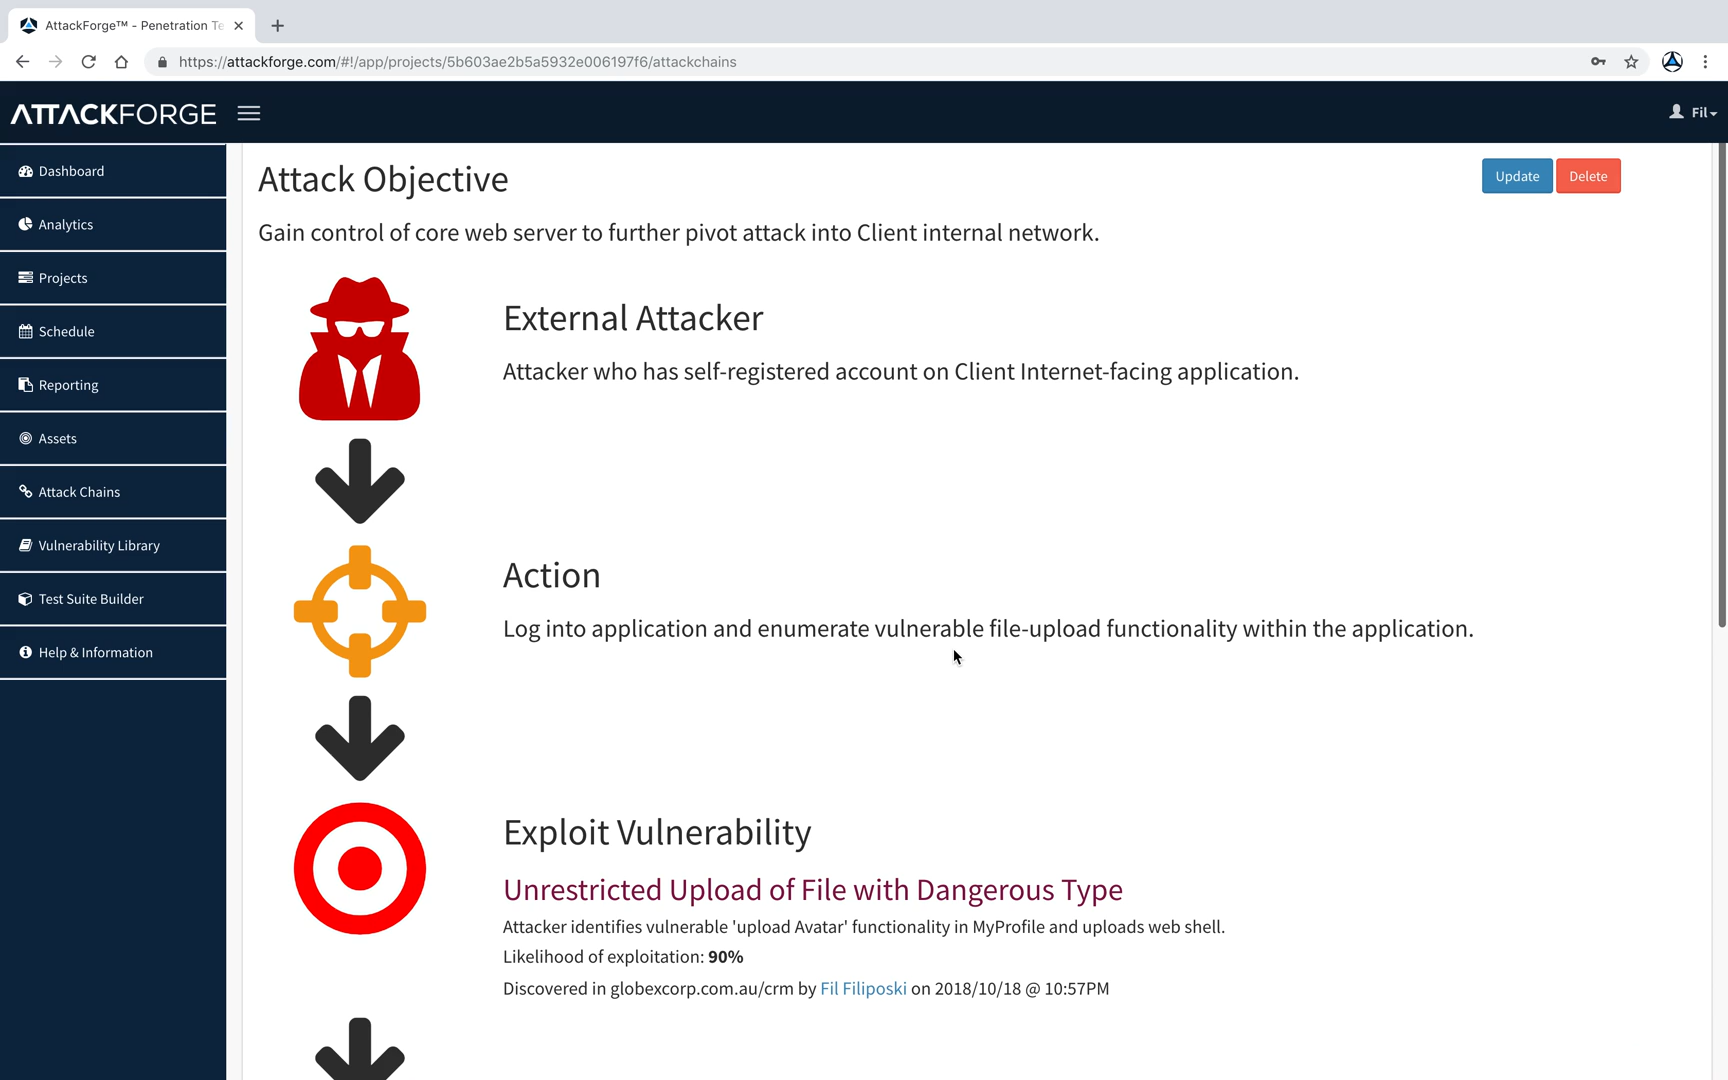 AttackForge™ - Penetration Te
https://attackforge.com/#!/app/projects/5b603ae2b5a5932e006197f6/attackchains
ATTACKFORGE
Fil
Dashboard
Analytics
Projects
Schedule
Reporting
Assets
Attack Chains
Vulnerability Library
Test Suite Builder
Help & Information
Attack Objective
Update
Delete
Gain control of core web server to further pivot attack into Client internal network.
External Attacker
Attacker who has self-registered account on Client Internet-facing application.
Action
Log into application and enumerate vulnerable file-upload functionality within the application.
Exploit Vulnerability
Unrestricted Upload of File with Dangerous Type
Attacker identifies vulnerable 'upload Avatar' functionality in MyProfile and uploads web shell.
Likelihood of exploitation: 90%
Discovered in globexcorp.com.au/crm by Fil Filiposki on 2018/10/18 @ 10:57PM